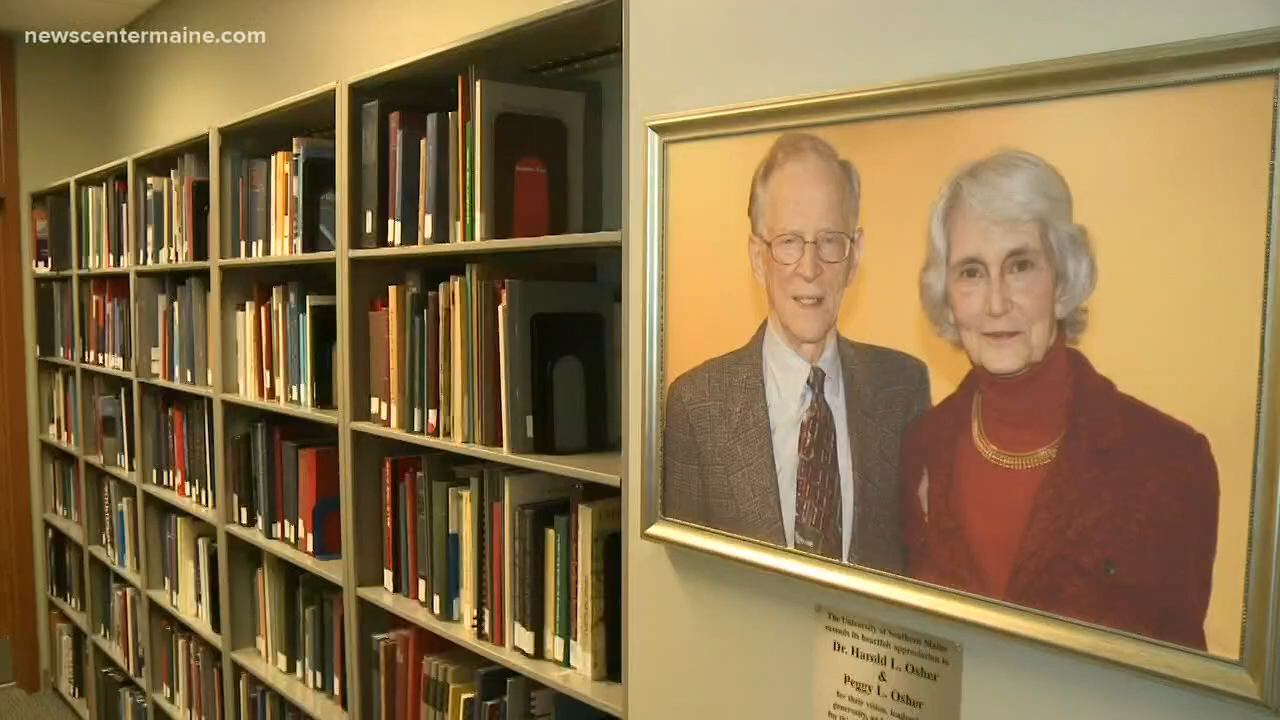 newscentermaine.com
The University of Southern Maine
extends its heartfelt appreciation to
Dr. Harold L. Osher
&
Peggy L. Osher
for their vision,
generosity,